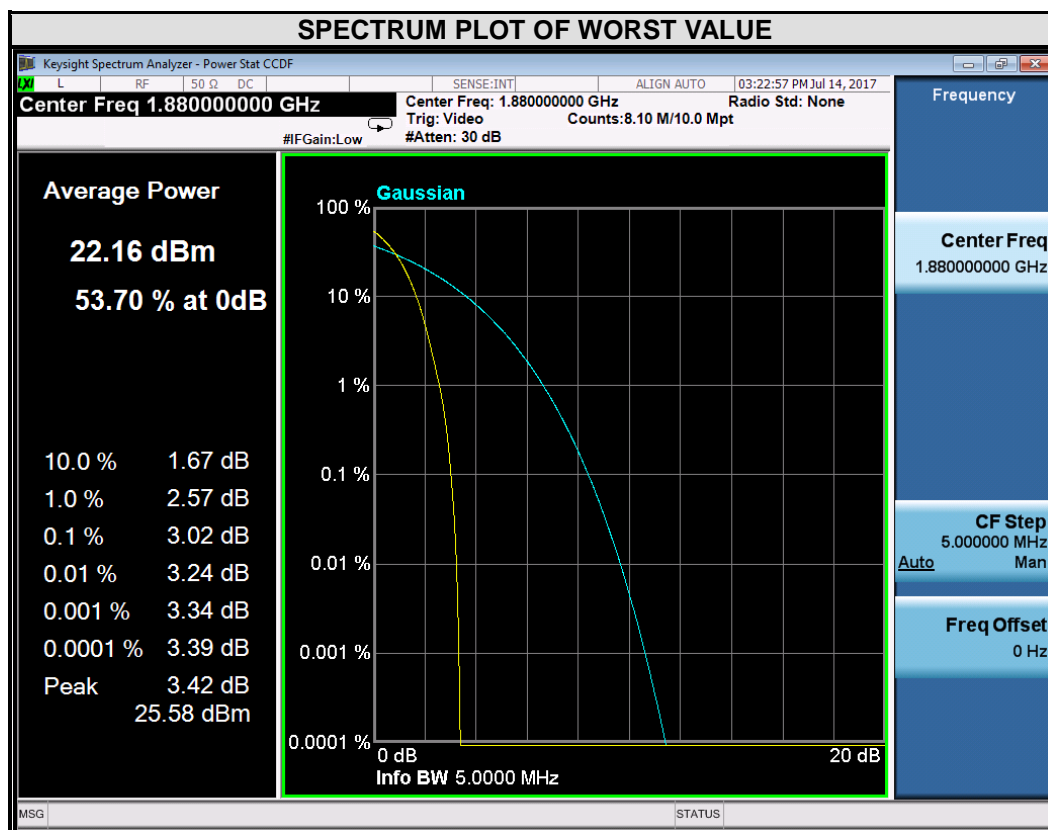 SPECTRUM PLOT OF WORST VALUE
Keysight Spectrum Analyzer - Power Stat CCDF
LXI L RF 50 Ω DC SENSE:INT ALIGN AUTO 03:22:57 PM Jul 14, 2017
Center Freq 1.880000000 GHz
#IFGain:Low
Center Freq: 1.880000000 GHz Radio Std: None
Trig: Video Counts:8.10 M/10.0 Mpt
#Atten: 30 dB
Average Power
22.16 dBm
53.70 % at 0dB
10.0 % 1.67 dB
1.0 % 2.57 dB
0.1 % 3.02 dB
0.01 % 3.24 dB
0.001 % 3.34 dB
0.0001 % 3.39 dB
Peak 3.42 dB
25.58 dBm
Gaussian
100 %
10 %
1 %
0.1 %
0.01 %
0.001 %
0.0001 %
0 dB 20 dB
Info BW 5.0000 MHz
Frequency
Center Freq
1.880000000 GHz
CF Step
5.000000 MHz
Auto Man
Freq Offset
0 Hz
MSG STATUS